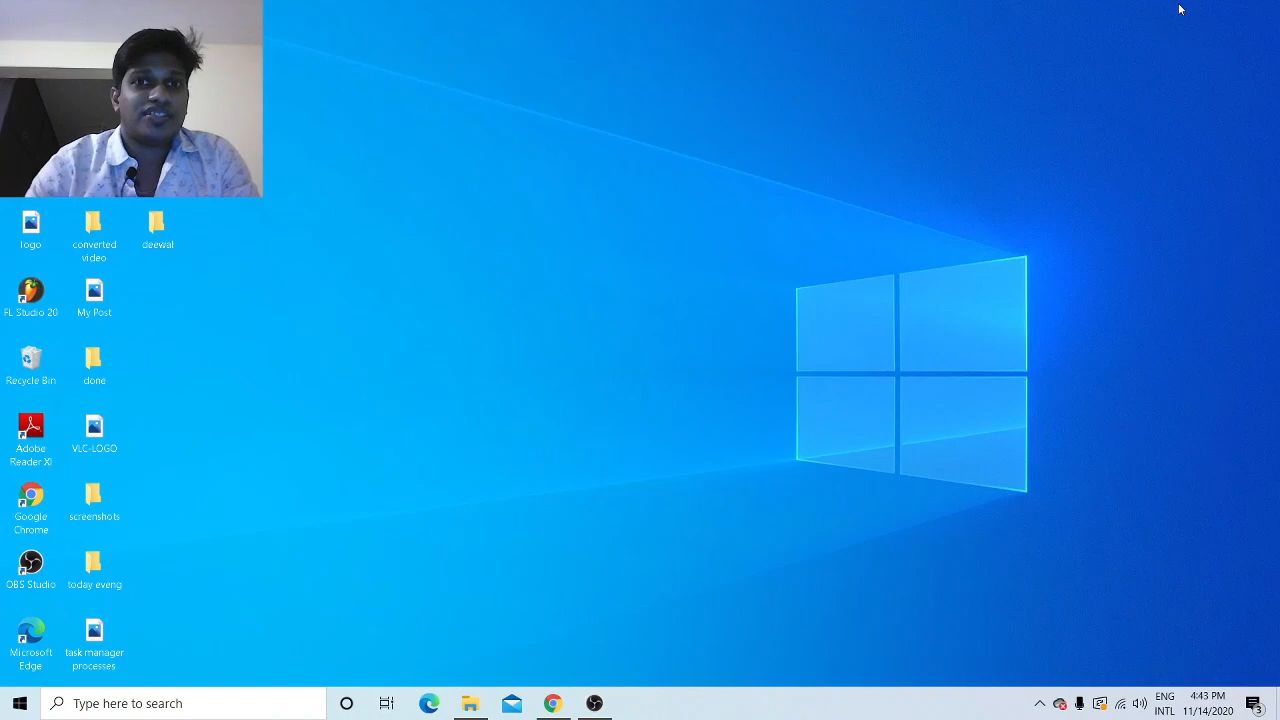 logo
converted
video
deewali
FL Studio 20
My Post
Recycle Bin
done
Adobe
Reader XI
VLC-LOGO
Google
Chrome
screenshots
OBS Studio
today eveng
Microsoft
Edge
task manager
processes
Type here to search
ENG
INTL
4:43 PM
11/14/2020
3